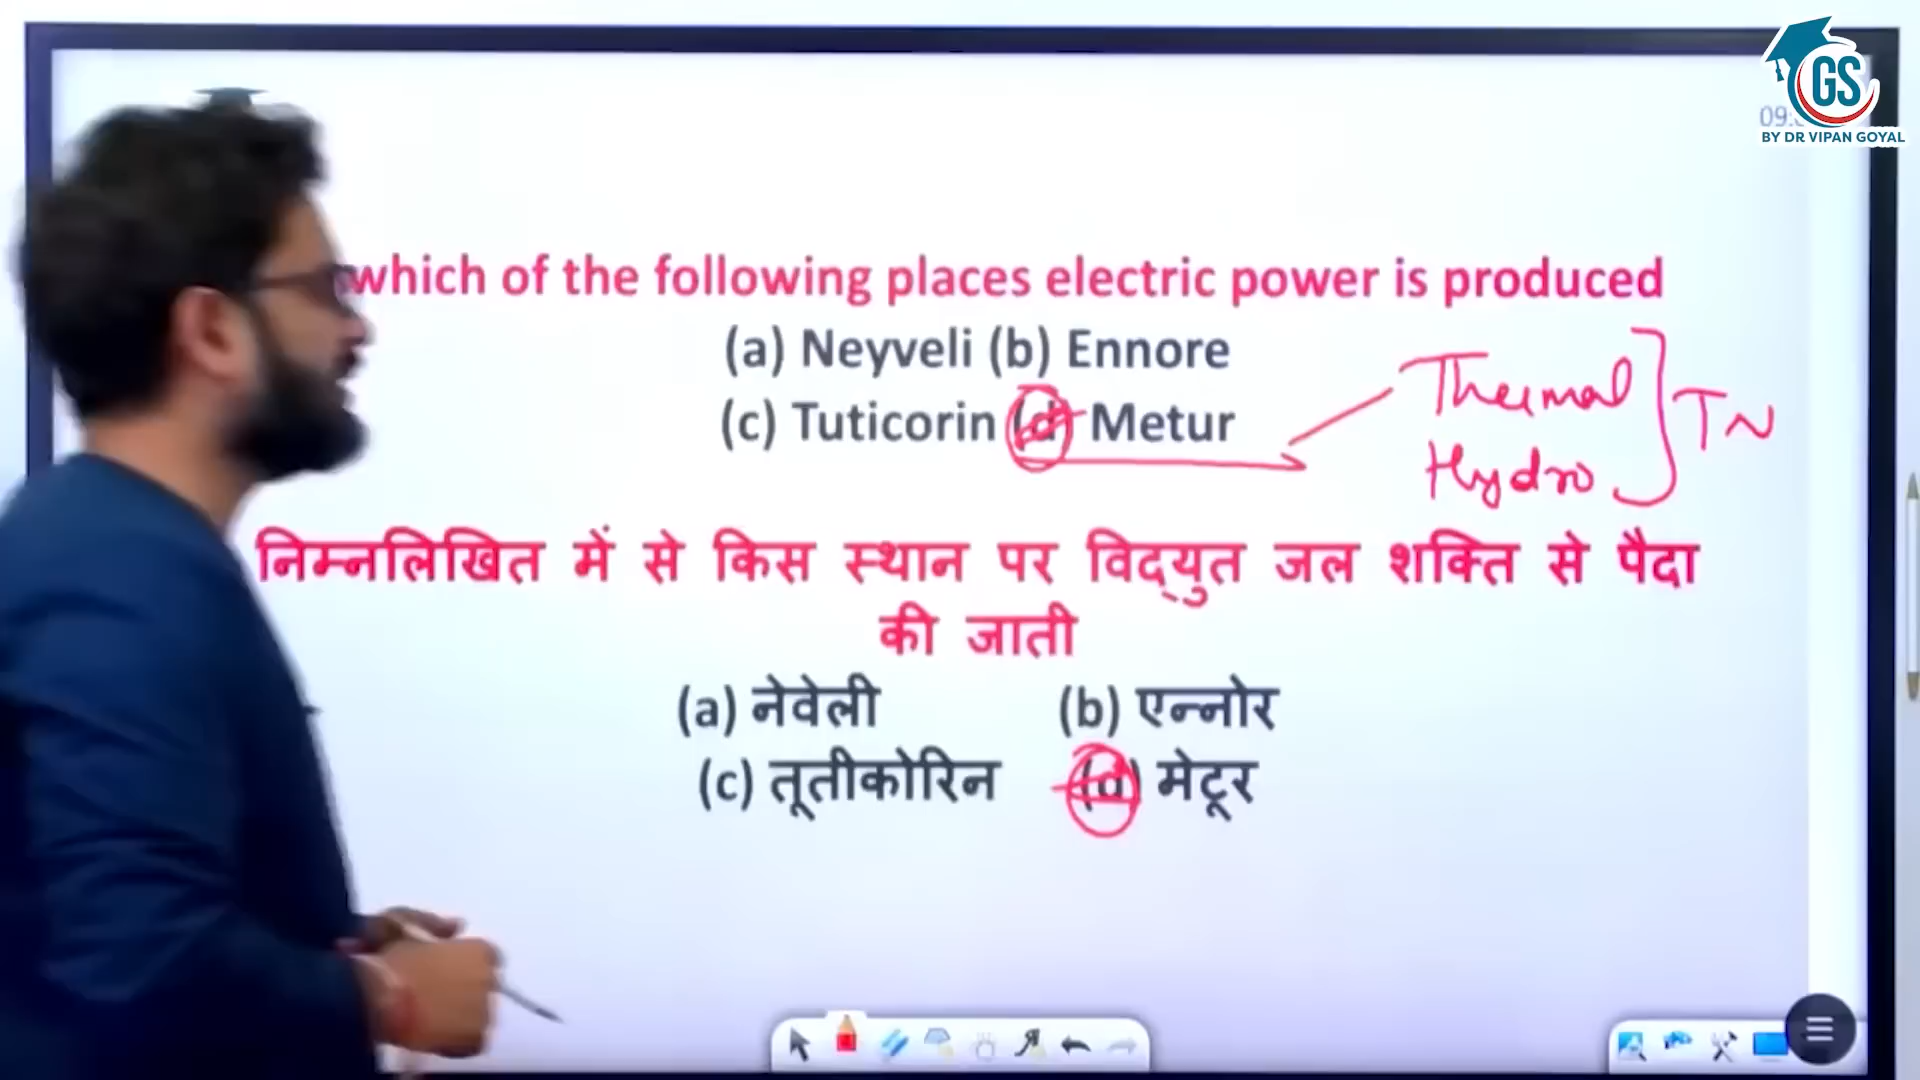 GS
BY DR VIPAN GOYAL
which of the following places electric power is produced
(a) Neyveli (b) Ennore
(c) Tuticorin (d) Metur
Thermal
Hydro
TN
निम्नलिखित में से किस स्थान पर विद्युत जल शक्ति से पैदा
की जाती
(a) नेवेली (b) एन्नोर
(c) तूतीकोरिन (d) मेटूर